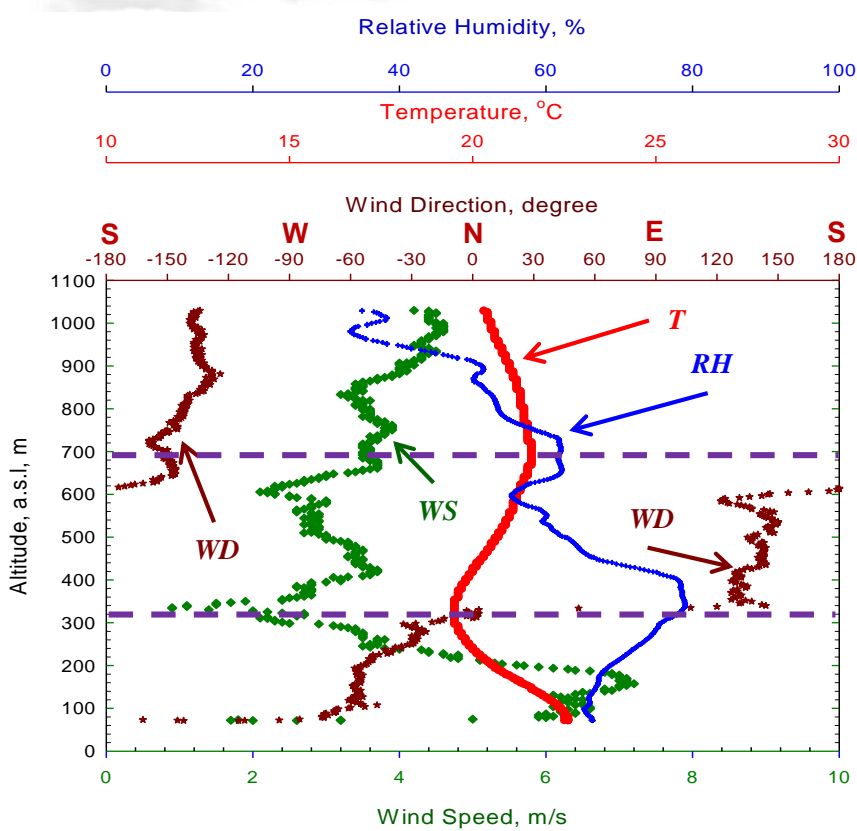 Relative Humidity, %
0 20 40 60 80 100
Temperature, °C
10 15 20 25 30
Wind Direction, degree
S W N E S
-180 -150 -120 -90 -60 -30 0 30 60 90 120 150 180
1100
1000
900
800
700
600
500
400
300
200
100
0
Altitude, a.s.l, m
T
RH
WS
WD
WD
0 2 4 6 8 10
Wind Speed, m/s